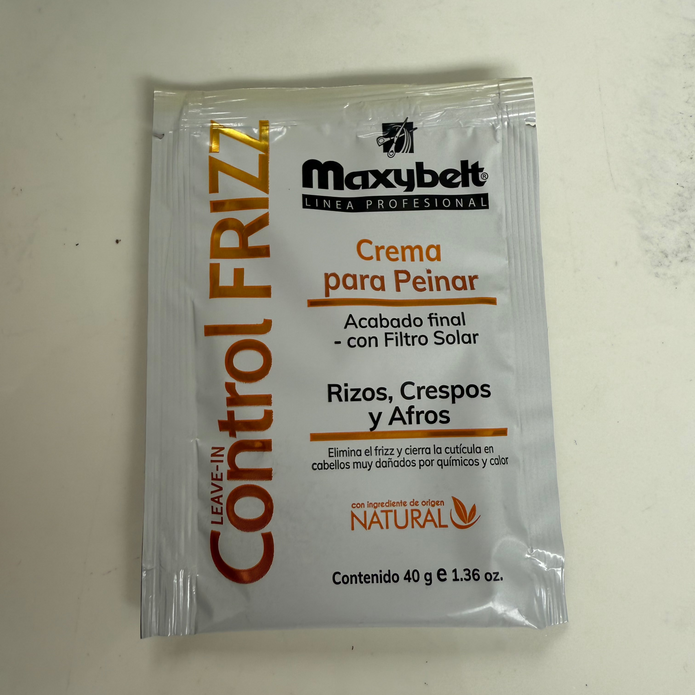 LEAVE-IN
Control FRIZZ
Maxybelt®
LINEA PROFESIONAL
Crema
para Peinar
Acabado final
- con Filtro Solar
Rizos, Crespos
y Afros
Elimina el frizz y cierra la cutícula en
cabellos muy dañados por químicos y calor
con ingrediente de origen
NATURAL
Contenido 40 g e 1.36 oz.